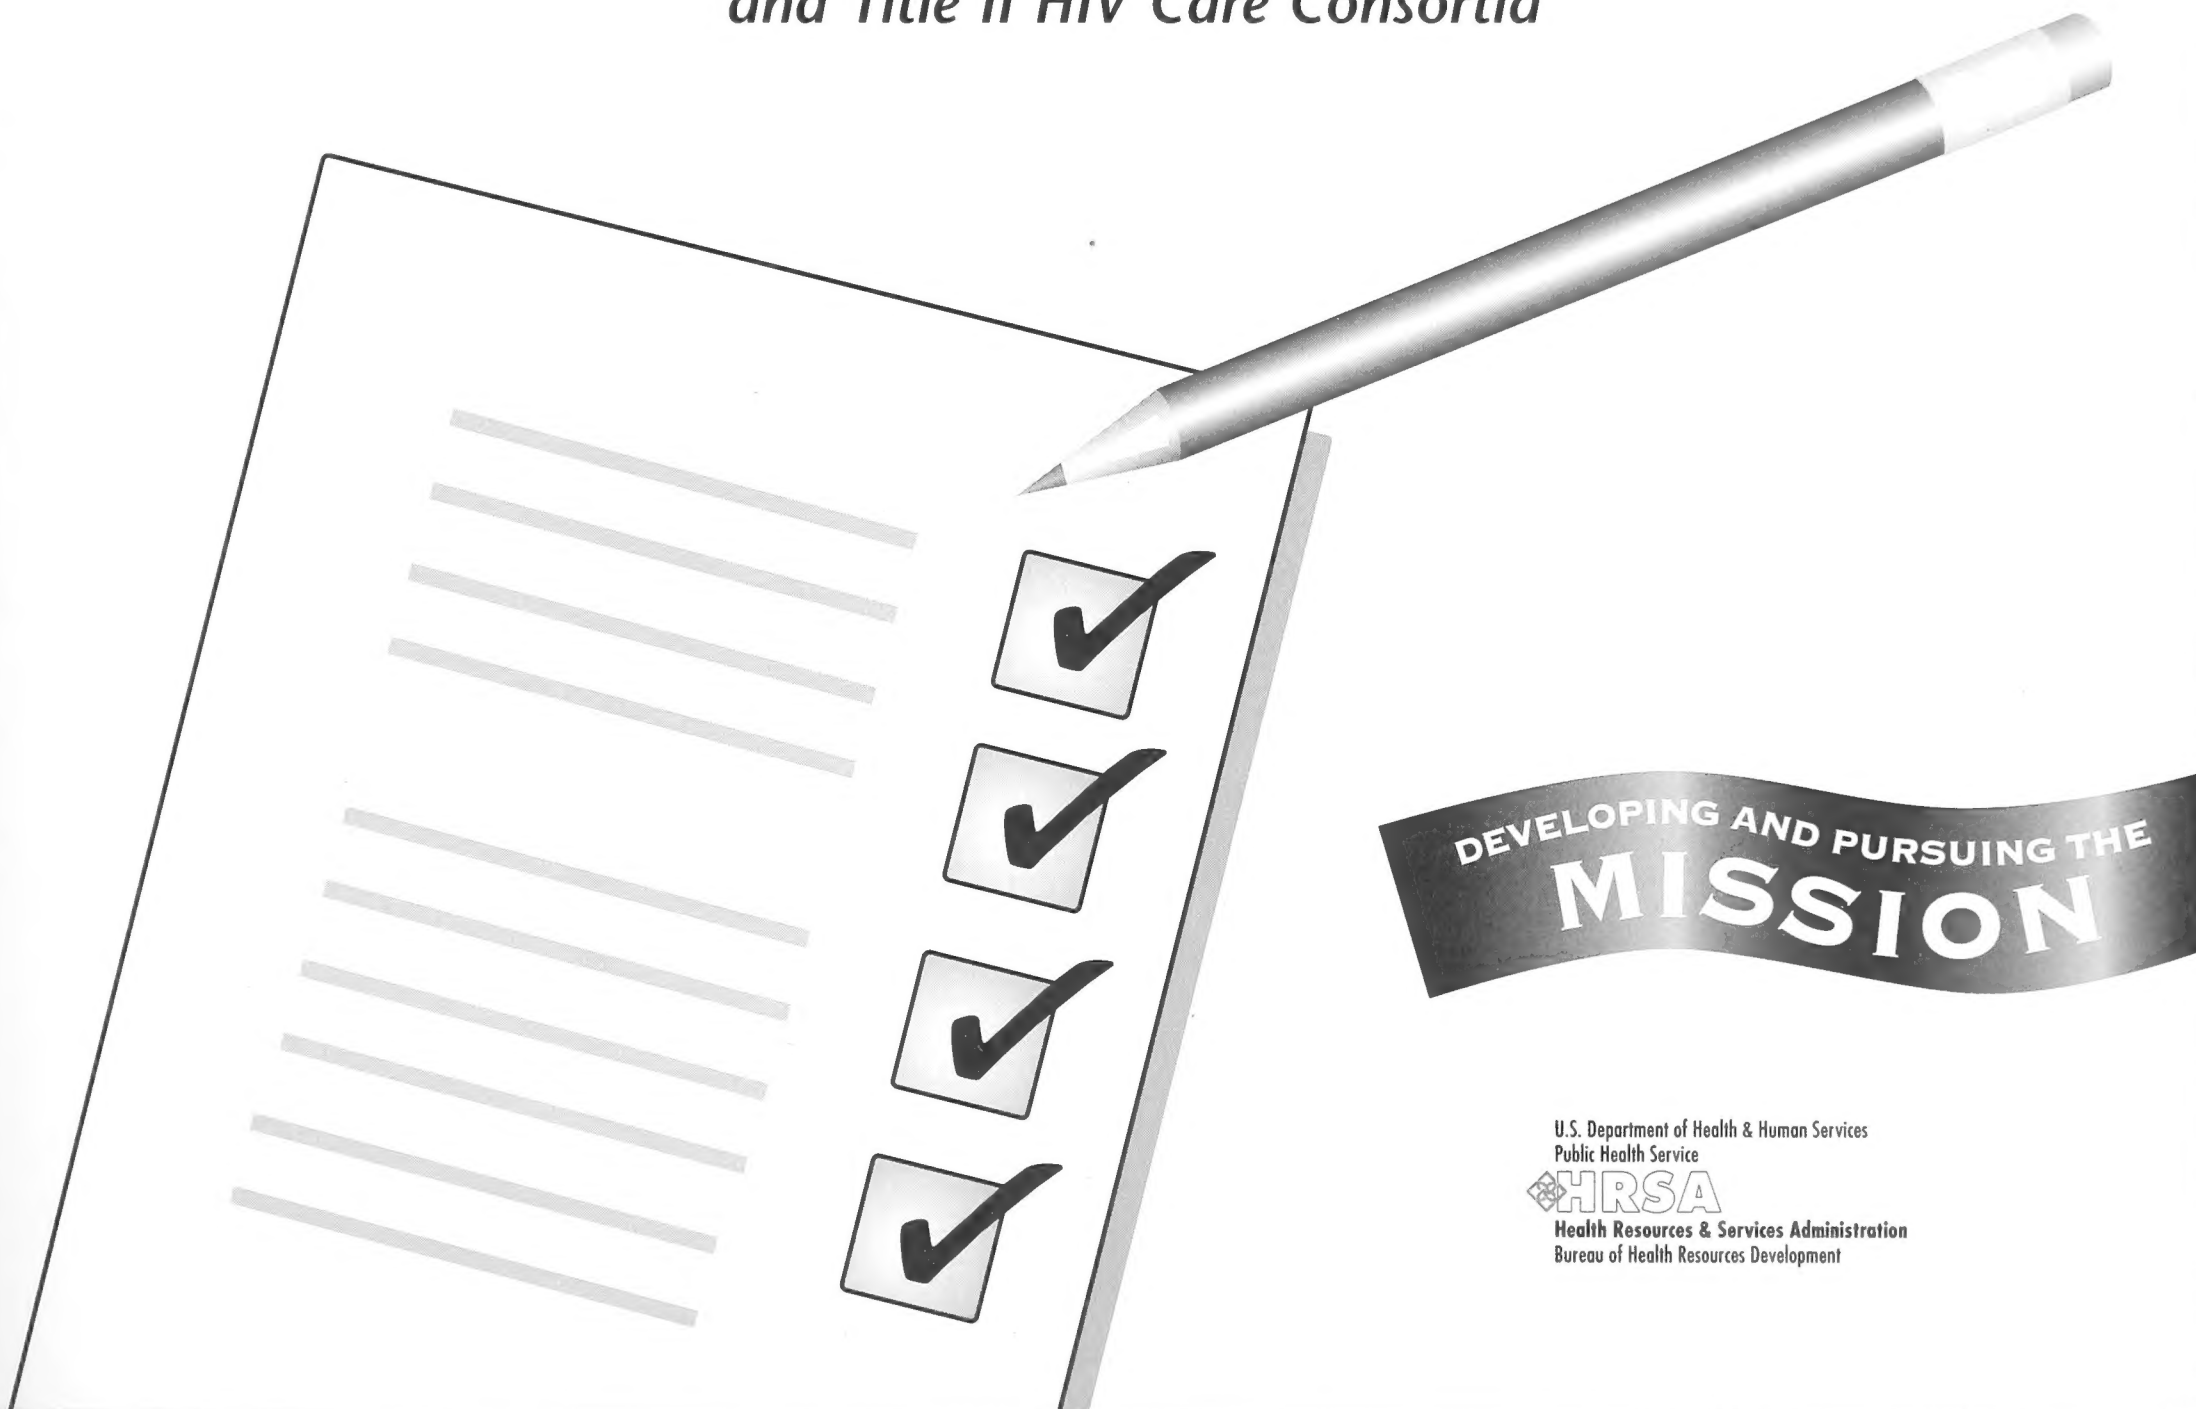 and Title II HIV Care Consortia
DEVELOPING AND PURSUING THE
MISSION
U.S. Department of Health & Human Services
Public Health Service
HRSA
Health Resources & Services Administration
Bureau of Health Resources Development